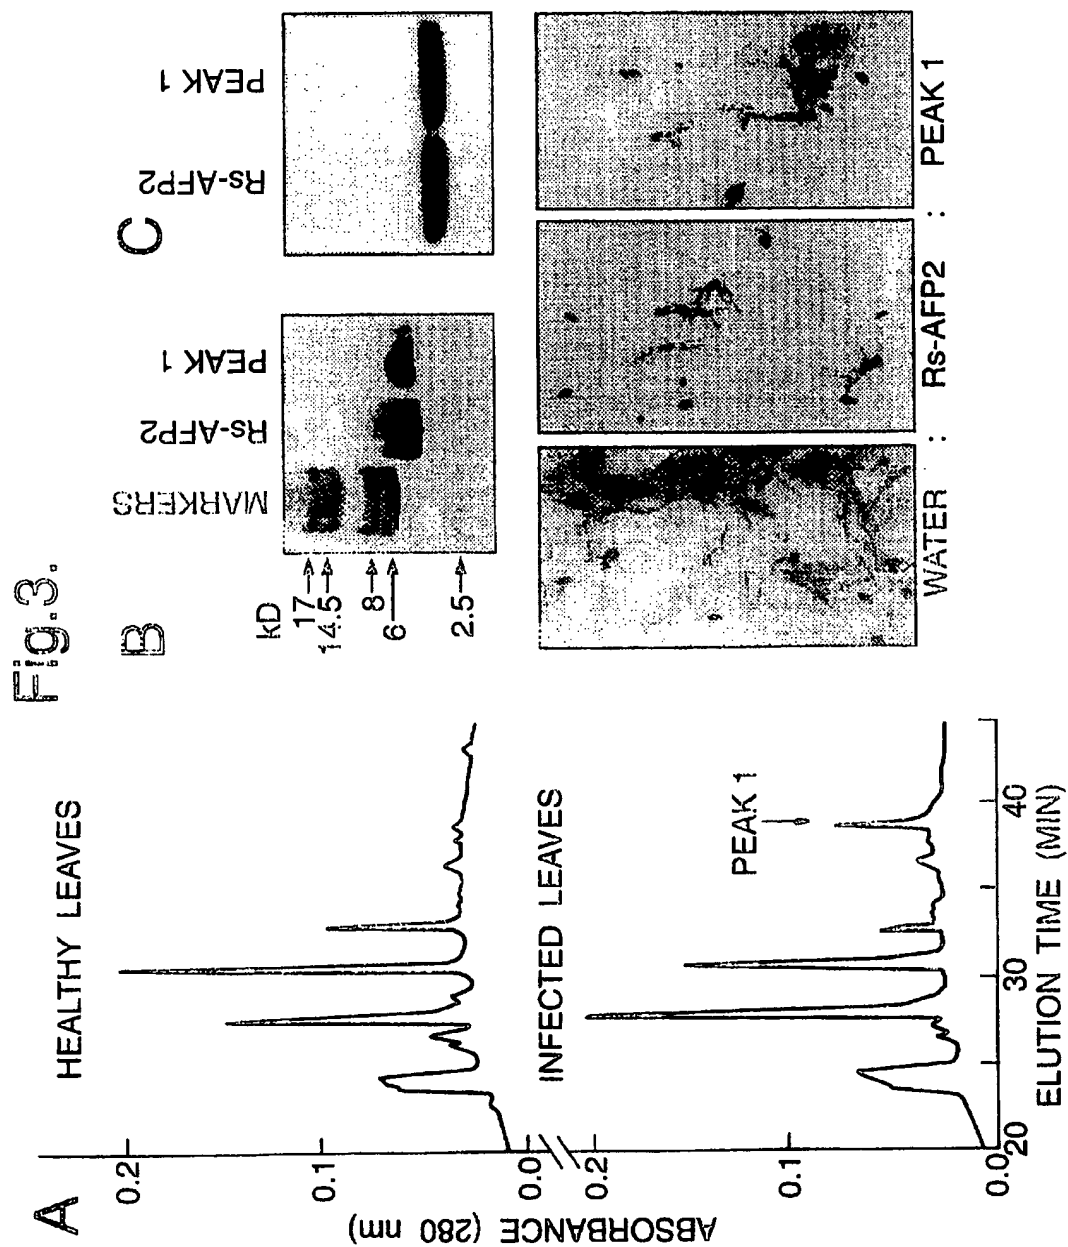 Fig.3.
A
HEALTHY LEAVES
ABSORBANCE (280 nm)
0.2
0.1
0.0
INFECTED LEAVES
PEAK 1
0.2
0.1
0.0
20
30
40
ELUTION TIME (MIN)
B
kD
17
14.5
8
6
2.5
MARKERS
Rs-AFP2
PEAK 1
C
Rs-AFP2
PEAK 1
WATER : Rs-AFP2 : PEAK 1